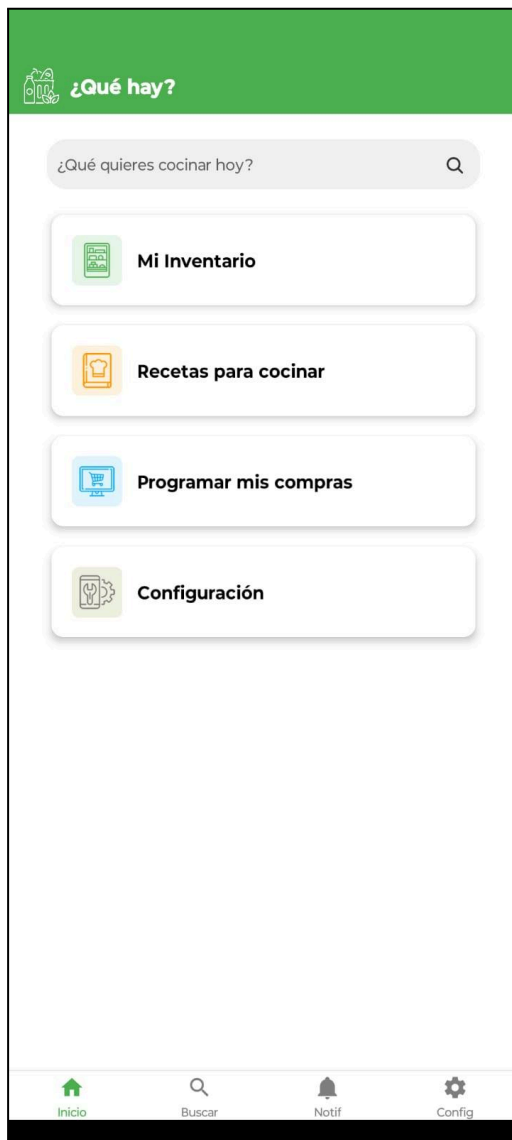 ¿Qué hay?
¿Qué quieres cocinar hoy?
Mi Inventario
Recetas para cocinar
Programar mis compras
Configuración
Inicio Buscar Notif Config